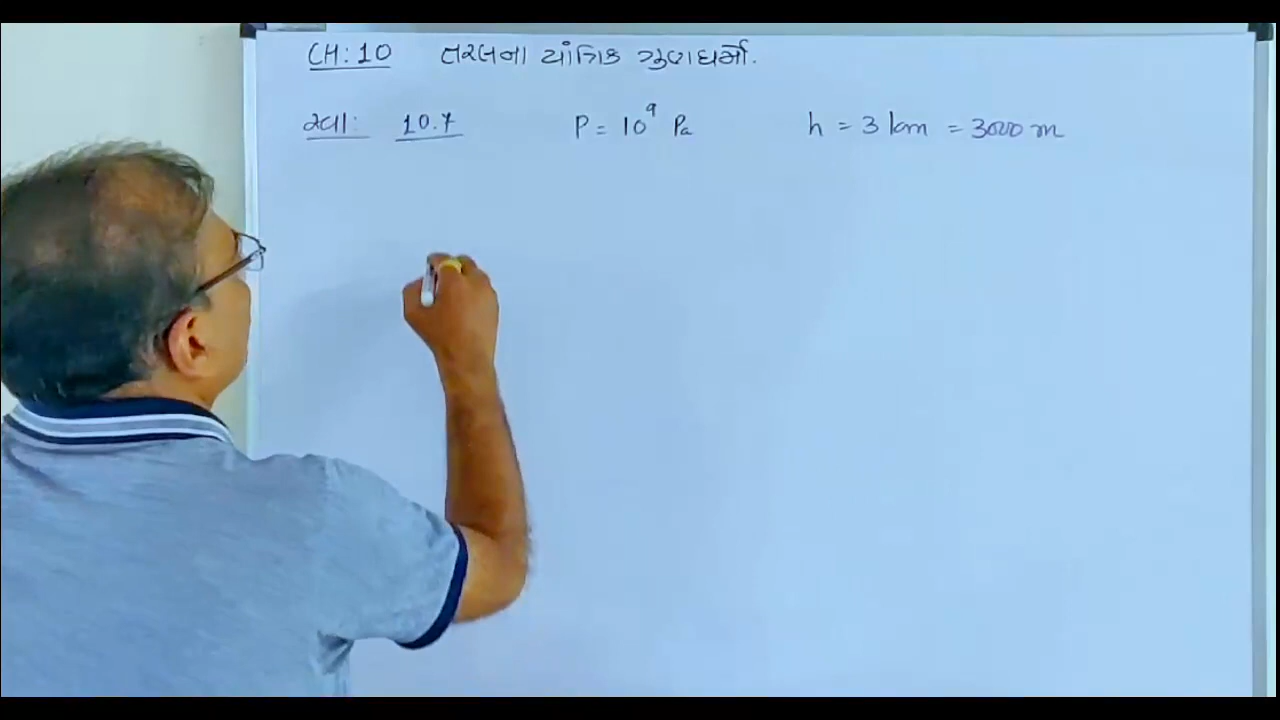 CH: 10 તરલના યાંત્રિક ગુણધર્મો.
સ્વા: 10.7 P = 10⁹ Pa h = 3 km = 3000 m